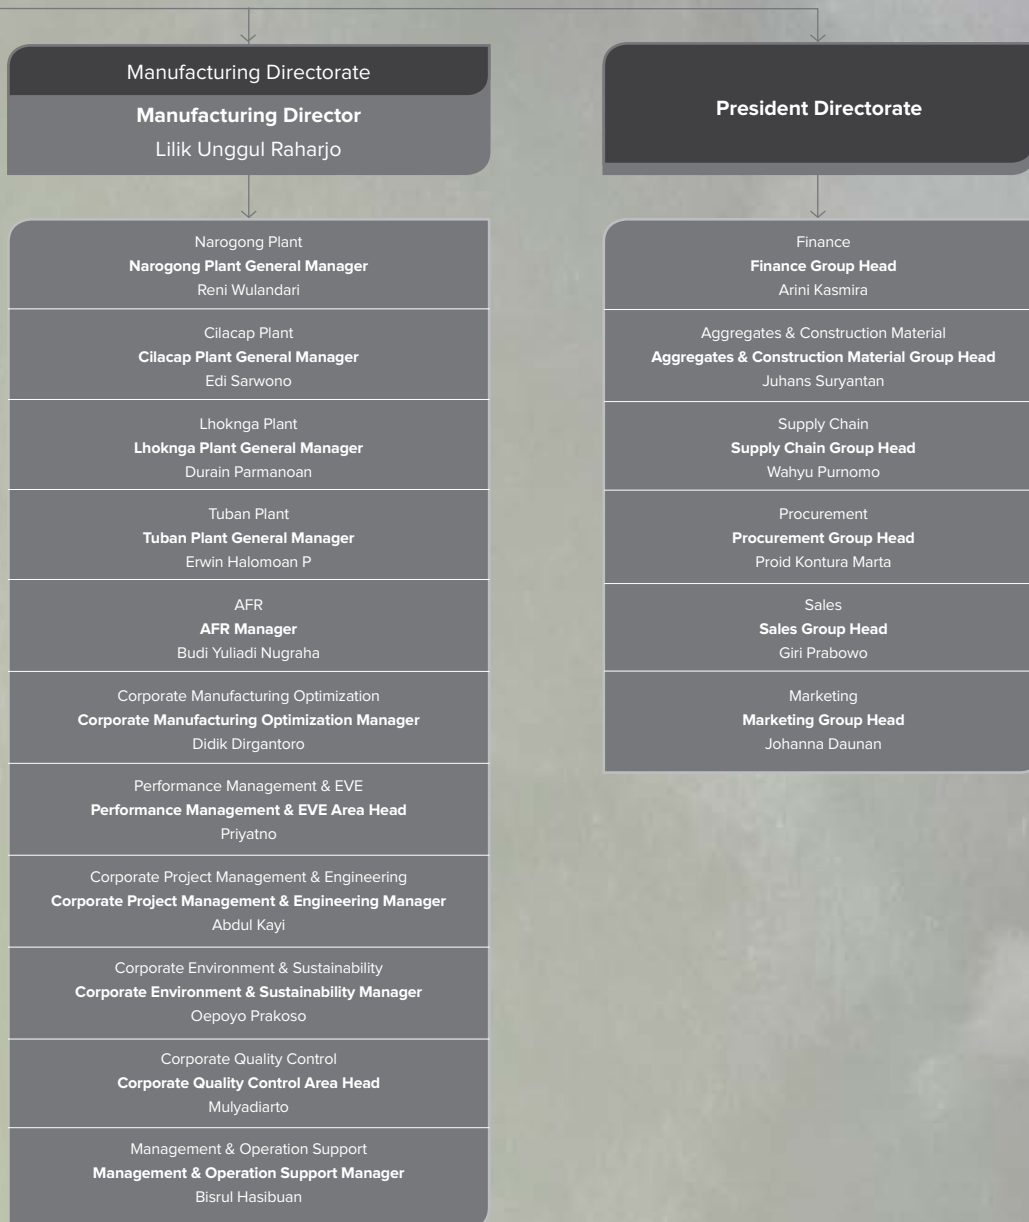 Manufacturing Directorate
Manufacturing Director
Lilik Unggul Raharjo
Narogong Plant
Narogong Plant General Manager
Reni Wulandari
Cilacap Plant
Cilacap Plant General Manager
Edi Sarwono
Lhoknga Plant
Lhoknga Plant General Manager
Durain Parmanoan
Tuban Plant
Tuban Plant General Manager
Erwin Halomoan P
AFR
AFR Manager
Budi Yuliadi Nugraha
Corporate Manufacturing Optimization
Corporate Manufacturing Optimization Manager
Didik Dirgantoro
Performance Management & EVE
Performance Management & EVE Area Head
Priyatno
Corporate Project Management & Engineering
Corporate Project Management & Engineering Manager
Abdul Kayi
Corporate Environment & Sustainability
Corporate Environment & Sustainability Manager
Oepoyo Prakoso
Corporate Quality Control
Corporate Quality Control Area Head
Mulyadiarto
Management & Operation Support
Management & Operation Support Manager
Bisrul Hasibuan
President Directorate
Finance
Finance Group Head
Arini Kasmira
Aggregates & Construction Material
Aggregates & Construction Material Group Head
Juhans Suryantan
Supply Chain
Supply Chain Group Head
Wahyu Purnomo
Procurement
Procurement Group Head
Proid Kontura Marta
Sales
Sales Group Head
Giri Prabowo
Marketing
Marketing Group Head
Johanna Daunan